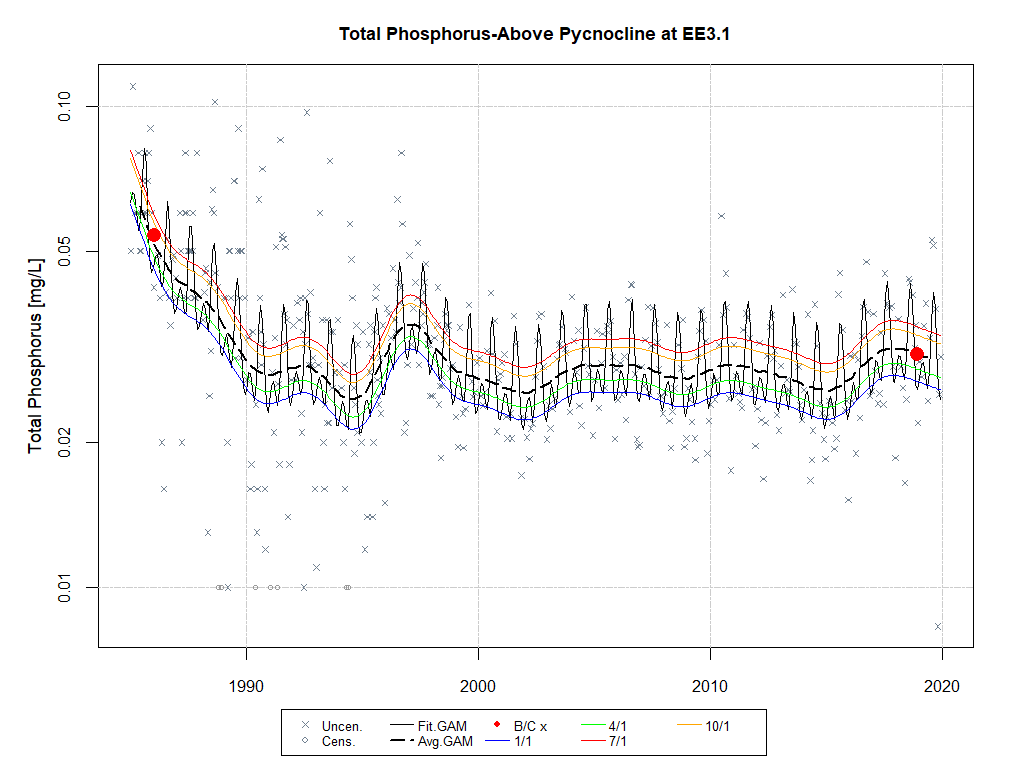 Total Phosphorus-Above Pycnocline at EE3.1
Total Phosphorus [mg/L]
0.10
0.05
0.02
0.01
1990 2000 2010 2020
Uncen. Fit.GAM B/C x 4/1 10/1
Cens. Avg.GAM 1/1 7/1